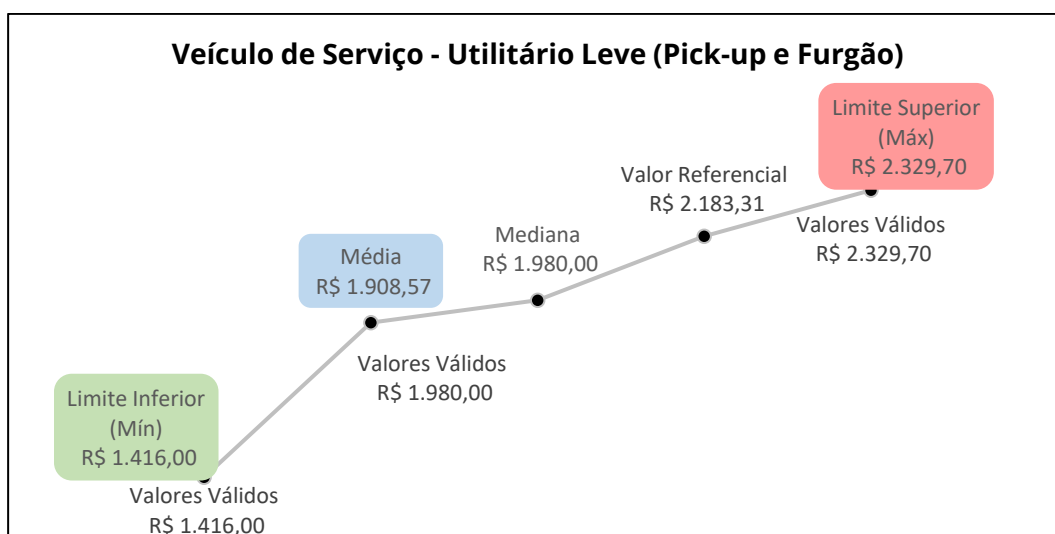 Veículo de Serviço - Utilitário Leve (Pick-up e Furgão)
Limite Superior
(Máx)
R$ 2.329,70
Valor Referencial
R$ 2.183,31
Valores Válidos
R$ 2.329,70
Mediana
R$ 1.980,00
Média
R$ 1.908,57
Valores Válidos
R$ 1.980,00
Limite Inferior
(Mín)
R$ 1.416,00
Valores Válidos
R$ 1.416,00